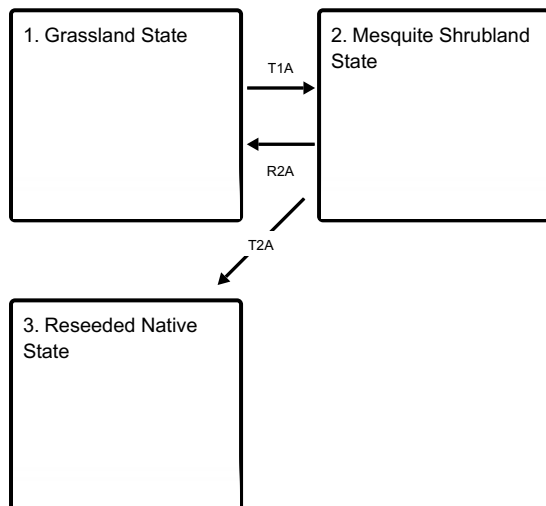 1. Grassland State
2. Mesquite Shrubland
State
T1A
R2A
T2A
3. Reseeded Native
State